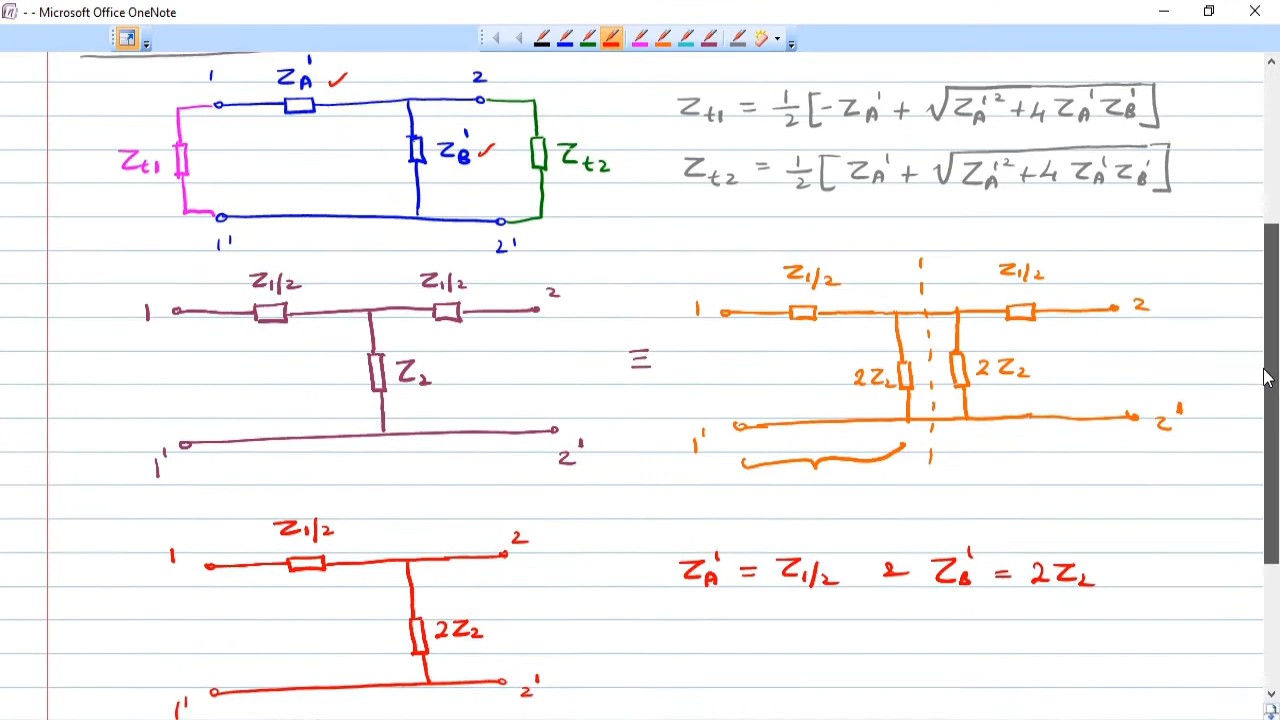 - - Microsoft Office OneNote
1 Z_A' ✓ 2
Z_t1 Z_B' ✓ Z_t2
1' 2'
Z_t1 = 1/2 [-Z_A' + √(Z_A'² + 4 Z_A' Z_B')]
Z_t2 = 1/2 [Z_A' + √(Z_A'² + 4 Z_A' Z_B')]
Z₁/2 Z₁/2
1 2
Z₂
1' 2'
≡
Z₁/2 Z₁/2
1 2
2Z₂ 2Z₂
1' 2'
Z₁/2
1 2
2Z₂
1' 2'
Z_A' = Z₁/2 & Z_B' = 2Z₂